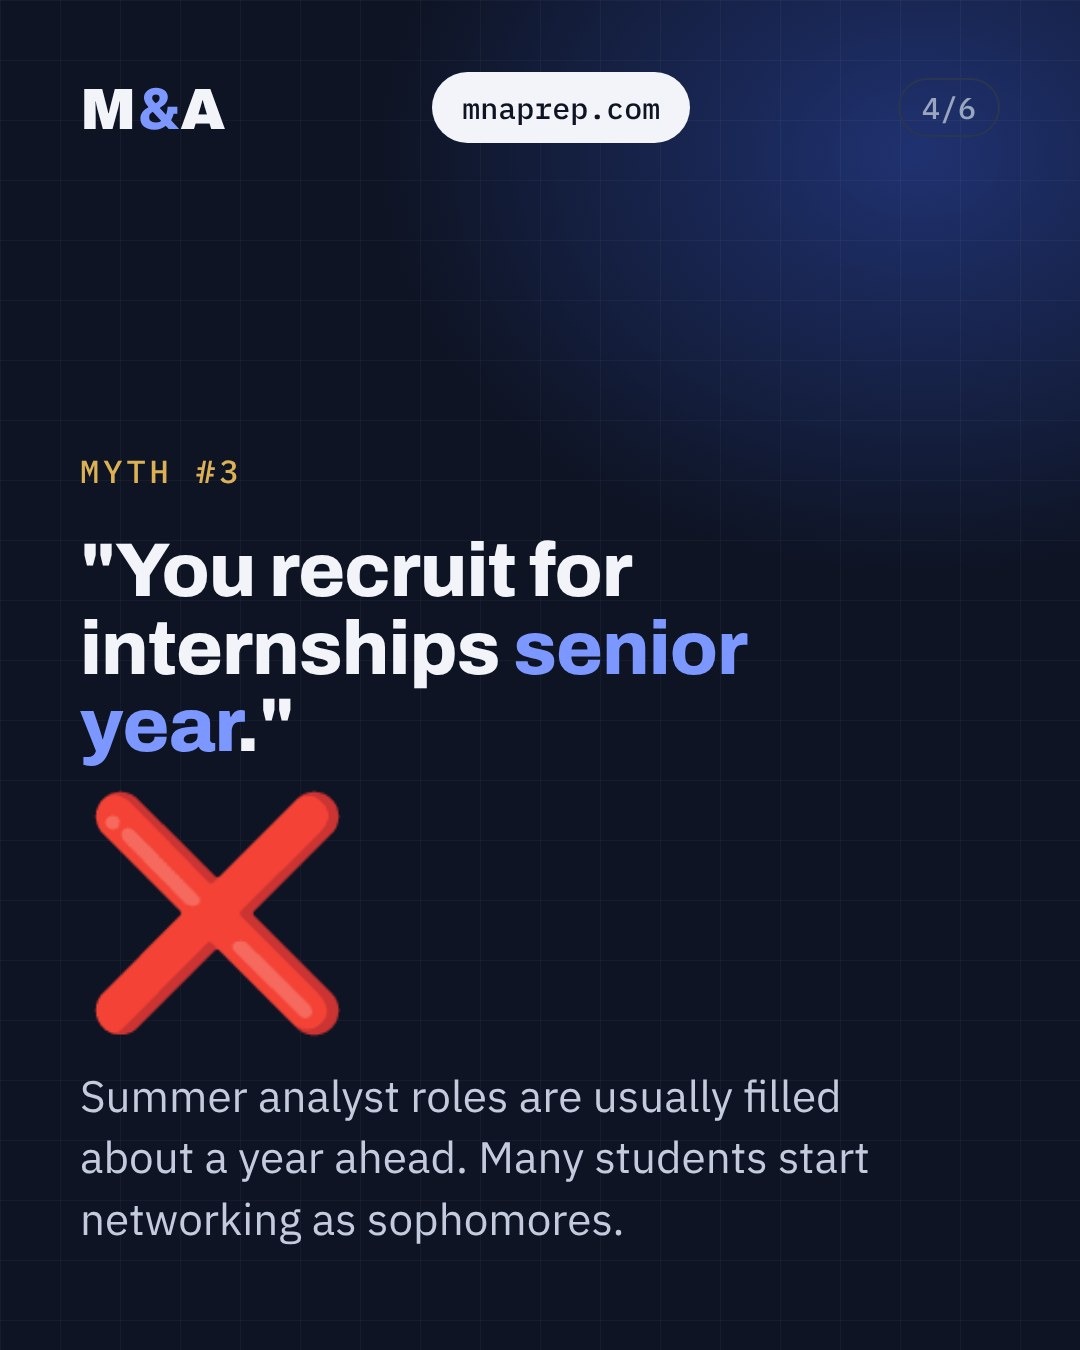 M&A
mnaprep.com
4/6
MYTH #3
"You recruit for
internships senior
year."
Summer analyst roles are usually filled
about a year ahead. Many students start
networking as sophomores.